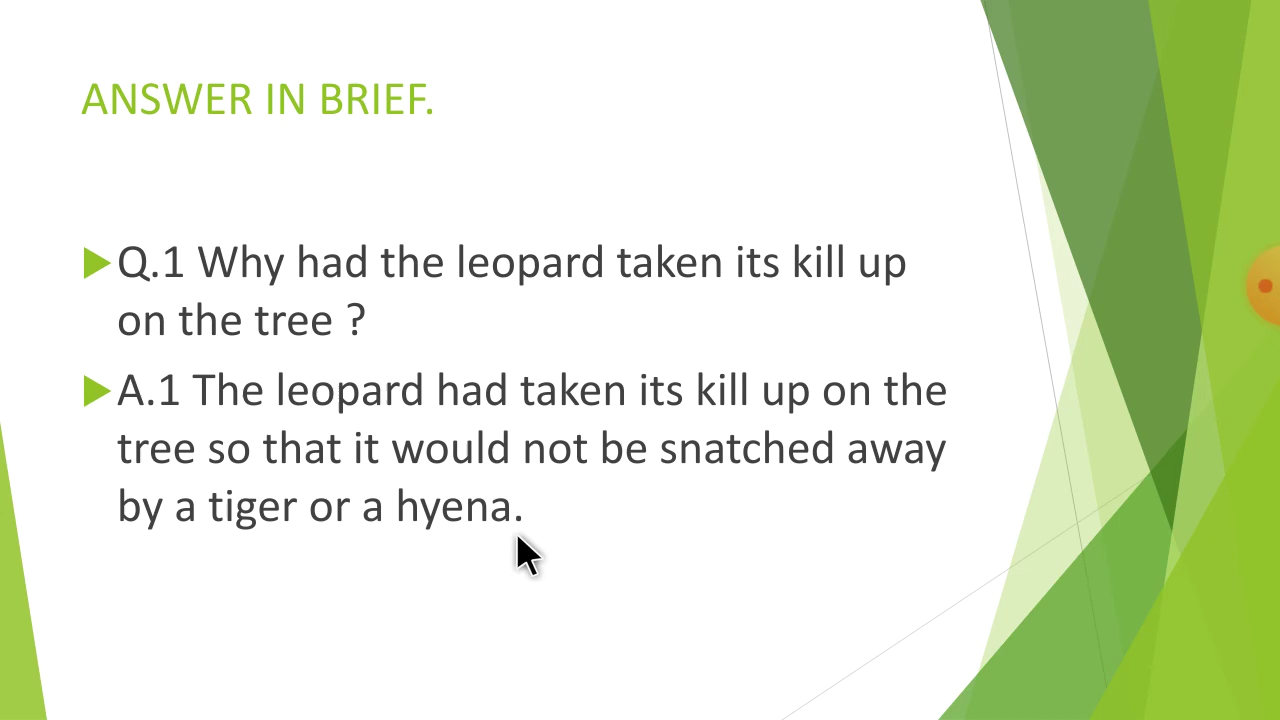 ANSWER IN BRIEF.
Q.1 Why had the leopard taken its kill up
on the tree ?
A.1 The leopard had taken its kill up on the
tree so that it would not be snatched away
by a tiger or a hyena.